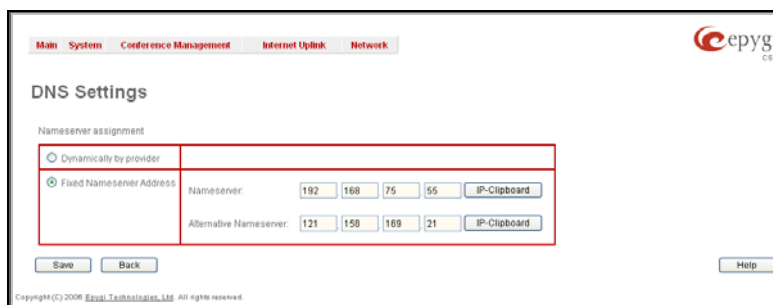 Main System Conference Management Internet Uplink Network
epygi
DNS Settings
Nameserver assignment
Dynamically by provider
Fixed Nameserver Address
Nameserver: 192 168 75 55 IP-Clipboard
Alternative Nameserver: 121 158 169 21 IP-Clipboard
Save Back Help
Copyright (C) 2006 Epygi Technologies, Ltd. All rights reserved.